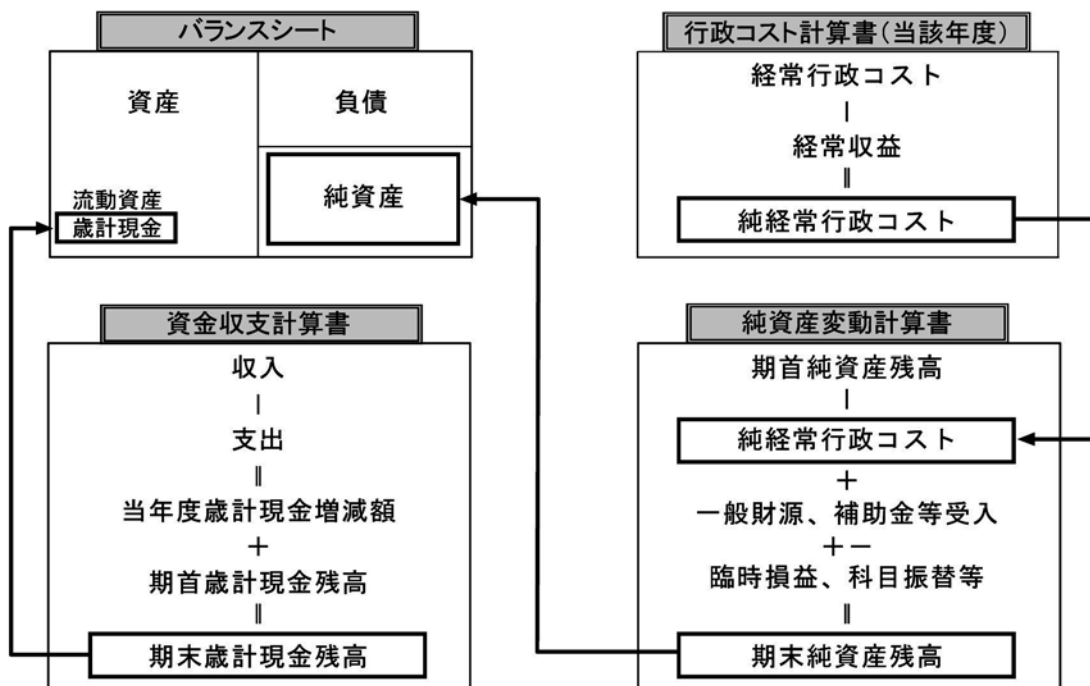 バランスシート
資産
負債
流動資産
歳計現金
純資産
行政コスト計算書(当該年度)
経常行政コスト
－
経常収益
＝
純経常行政コスト
資金収支計算書
収入
－
支出
＝
当年度歳計現金増減額
＋
期首歳計現金残高
＝
期末歳計現金残高
純資産変動計算書
期首純資産残高
－
純経常行政コスト
＋
一般財源、補助金等受入
＋－
臨時損益、科目振替等
＝
期末純資産残高